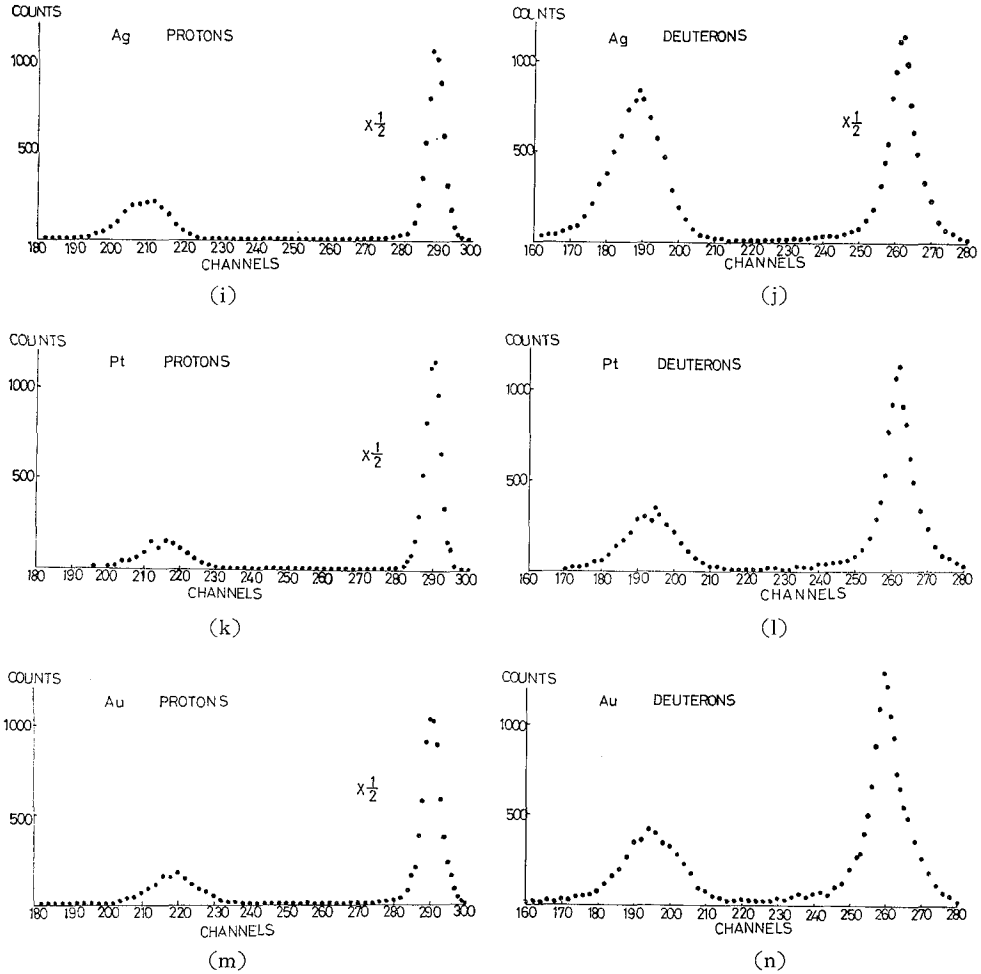 COUNTS
Ag PROTONS
1000
500
X 1/2
180 190 200 210 220 230 240 250 260 270 280 290 300
CHANNELS
(i)
COUNTS
Ag DEUTERONS
1000
500
X 1/2
160 170 180 190 200 210 220 230 240 250 260 270 280
CHANNELS
(j)
COUNTS
Pt PROTONS
1000
500
X 1/2
180 190 200 210 220 230 240 250 260 270 280 290 300
CHANNELS
(k)
COUNTS
Pt DEUTERONS
1000
500
160 170 180 190 200 210 220 230 240 250 260 270 280
CHANNELS
(l)
COUNTS
Au PROTONS
1000
500
X 1/2
180 190 200 210 220 230 240 250 260 270 280 290 300
CHANNELS
(m)
COUNTS
Au DEUTERONS
1000
500
160 170 180 190 200 210 220 230 240 250 260 270 280
CHANNELS
(n)